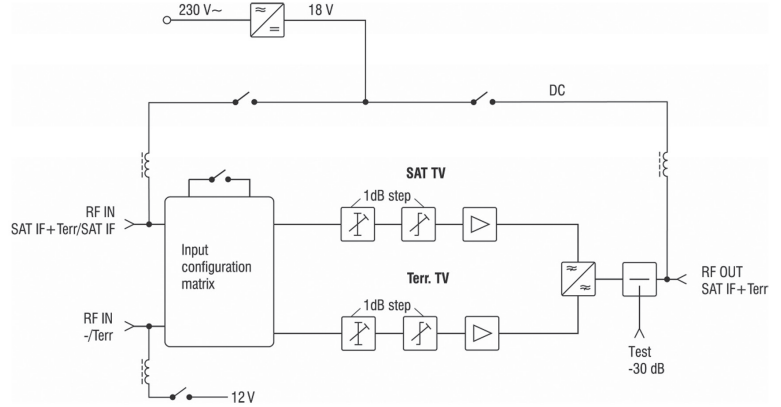 230 V~
18 V
DC
SAT TV
1dB step
RF IN
SAT IF+Terr/SAT IF
Input
configuration
matrix
Terr. TV
RF OUT
SAT IF+Terr
1dB step
RF IN
-/Terr
Test
-30 dB
12 V